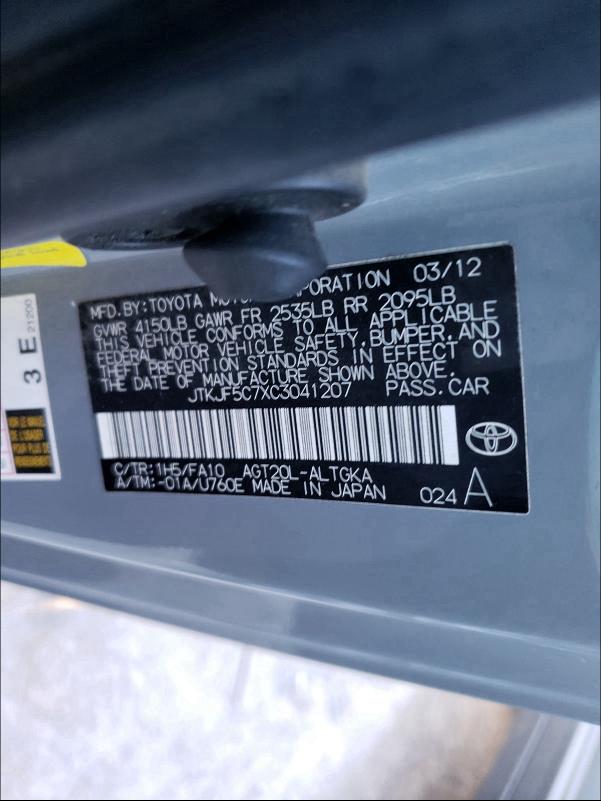 MFD.BY:TOYOTA MOTOR CORPORATION 03/12
GVWR 4150LB GAWR FR 2535LB RR 2095LB
THIS VEHICLE CONFORMS TO ALL APPLICABLE
FEDERAL MOTOR VEHICLE SAFETY,BUMPER,AND
THEFT PREVENTION STANDARDS IN EFFECT ON
THE DATE OF MANUFACTURE SHOWN ABOVE.
JTKJF5C7XC3041207 PASS.CAR
C/TR:1H5/FA10 AGT20L-ALTGKA
A/TM:-01A/U760E MADE IN JAPAN 024 A
3 E 21200